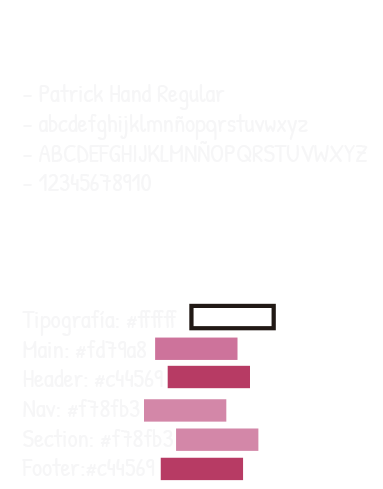 - Patrick Hand Regular
- abcdefghijklmnñopqrstuvwxyz
- ABCDEFGHIJKLMNÑOPQRSTUVWXYZ
- 12345678910
Tipografía: #ffffff
Main: #fd79a8
Header: #c44569
Nav: #f78fb3
Section: #f78fb3
Footer:#c44569